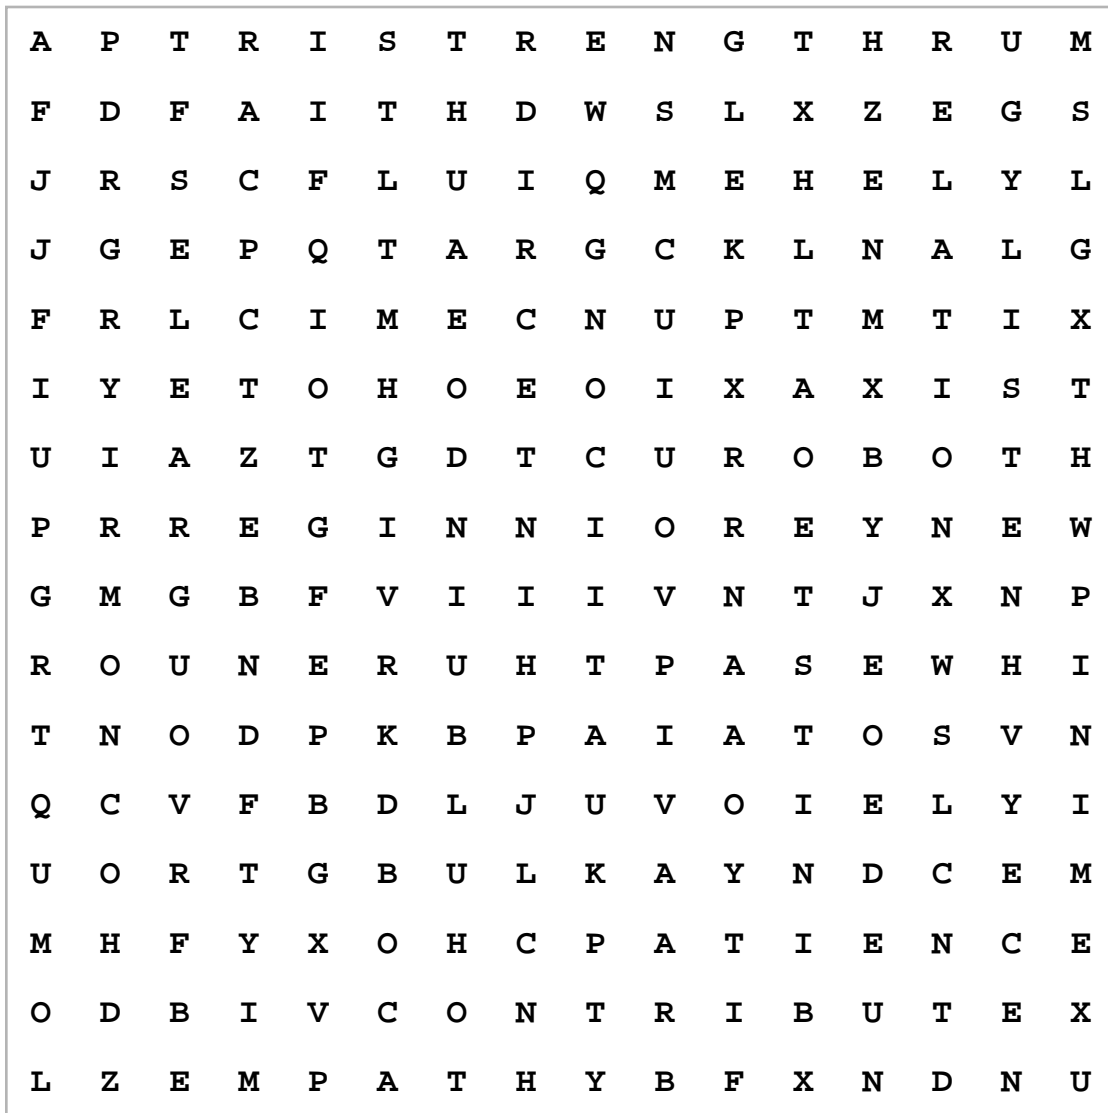 A P T R I S T R E N G T H R U M
F D F A I T H D W S L X Z E G S
J R S C F L U I Q M E H E L Y L
J G E P Q T A R G C K L N A L G
F R L C I M E C N U P T M T I X
I Y E T O H O E O I X A X I S T
U I A Z T G D T C U R O B O T H
P R R E G I N N I O R E Y N E W
G M G B F V I I I V N T J X N P
R O U N E R U H T P A S E W H I
T N O D P K B P A I A T O S V N
Q C V F B D L J U V O I E L Y I
U O R T G B U L K A Y N D C E M
M H F Y X O H C P A T I E N C E
O D B I V C O N T R I B U T E X
L Z E M P A T H Y B F X N D N U